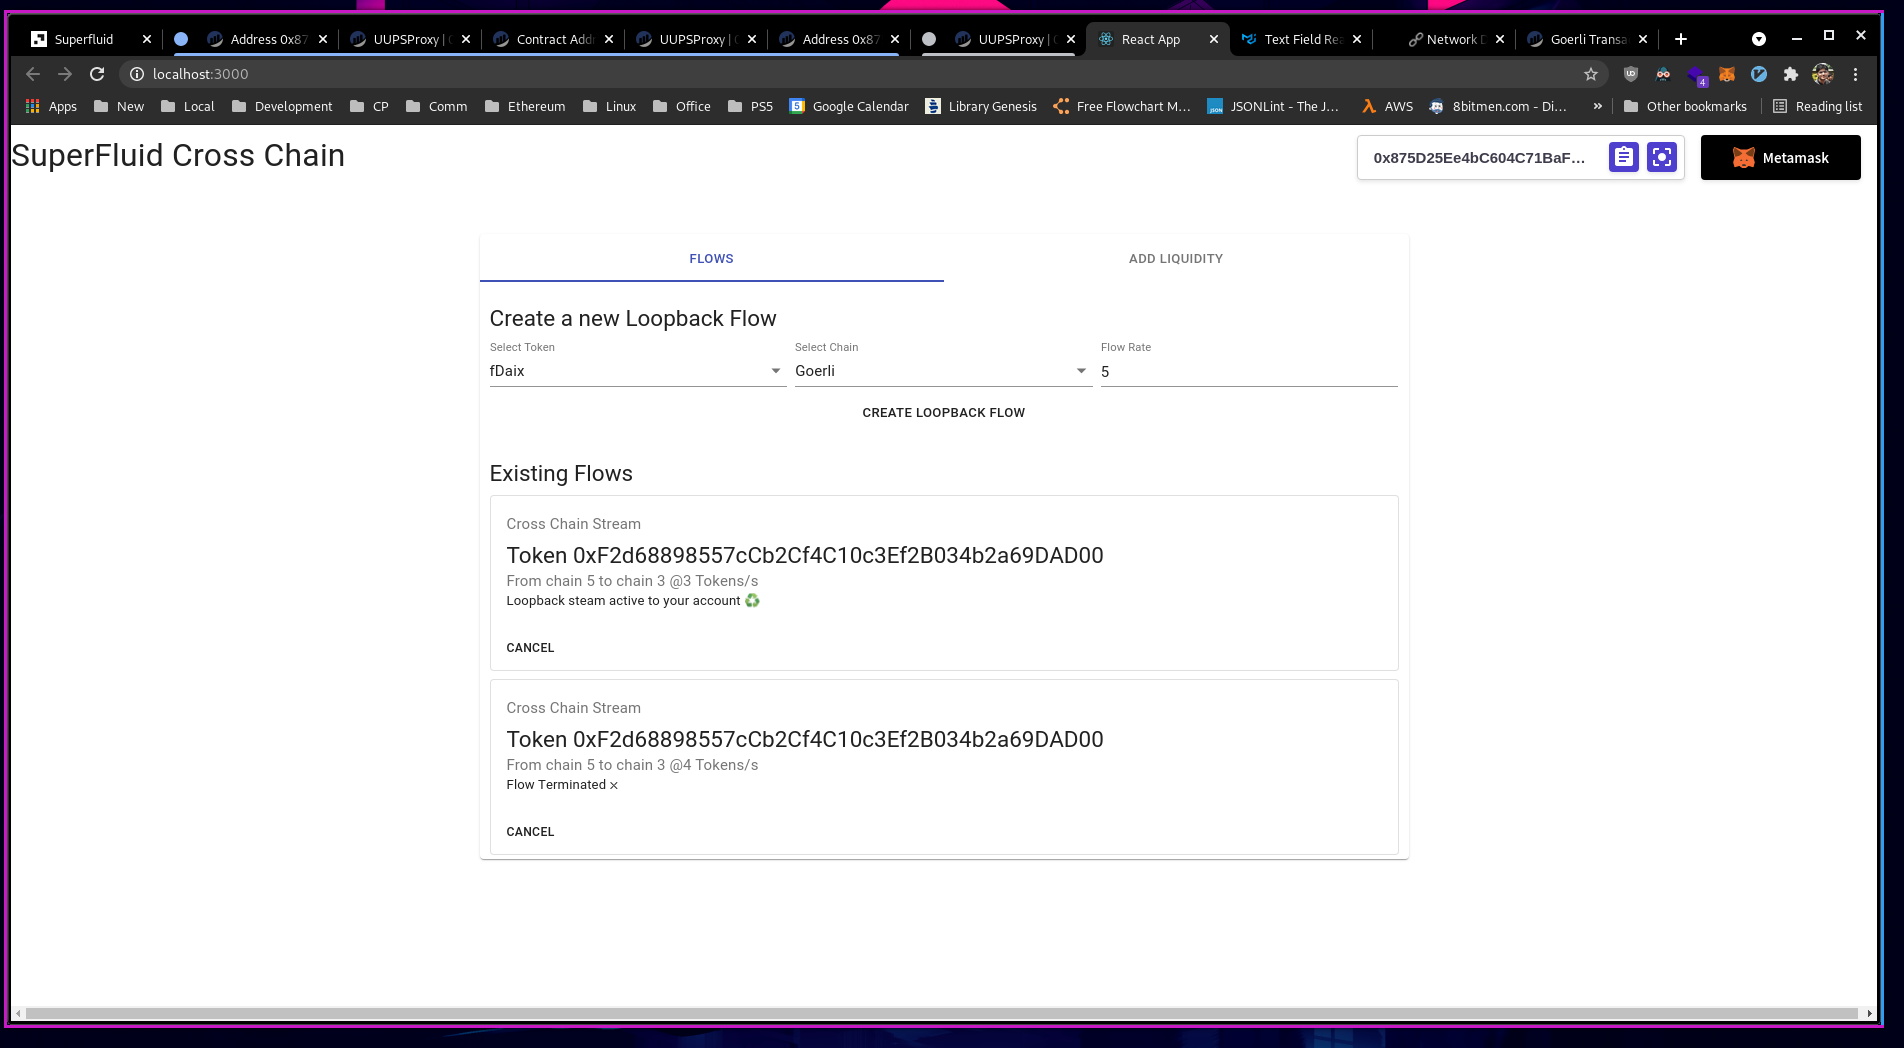 Superfluid
Address 0x87
UUPSProxy |
Contract Add
UUPSProxy |
Address 0x87
UUPSProxy |
React App
Text Field Re
Network
Goerli Transa
localhost:3000
4
Apps
New
Local
Development
CP
Comm
Ethereum
Linux
Office
PS5
Google Calendar
Library Genesis
Free Flowchart M...
JSONLint - The J...
AWS
8bitmen.com - Di...
»
Other bookmarks
Reading list
SuperFluid Cross Chain
0x875D25Ee4bC604C71BaF...
Metamask
FLOWS
ADD LIQUIDITY
Create a new Loopback Flow
Select Token
Select Chain
Flow Rate
fDaix
Goerli
5
CREATE LOOPBACK FLOW
Existing Flows
Cross Chain Stream
Token 0xF2d68898557cCb2Cf4C10c3Ef2B034b2a69DAD00
From chain 5 to chain 3 @3 Tokens/s
Loopback steam active to your account ♻️
CANCEL
Cross Chain Stream
Token 0xF2d68898557cCb2Cf4C10c3Ef2B034b2a69DAD00
From chain 5 to chain 3 @4 Tokens/s
Flow Terminated ×
CANCEL